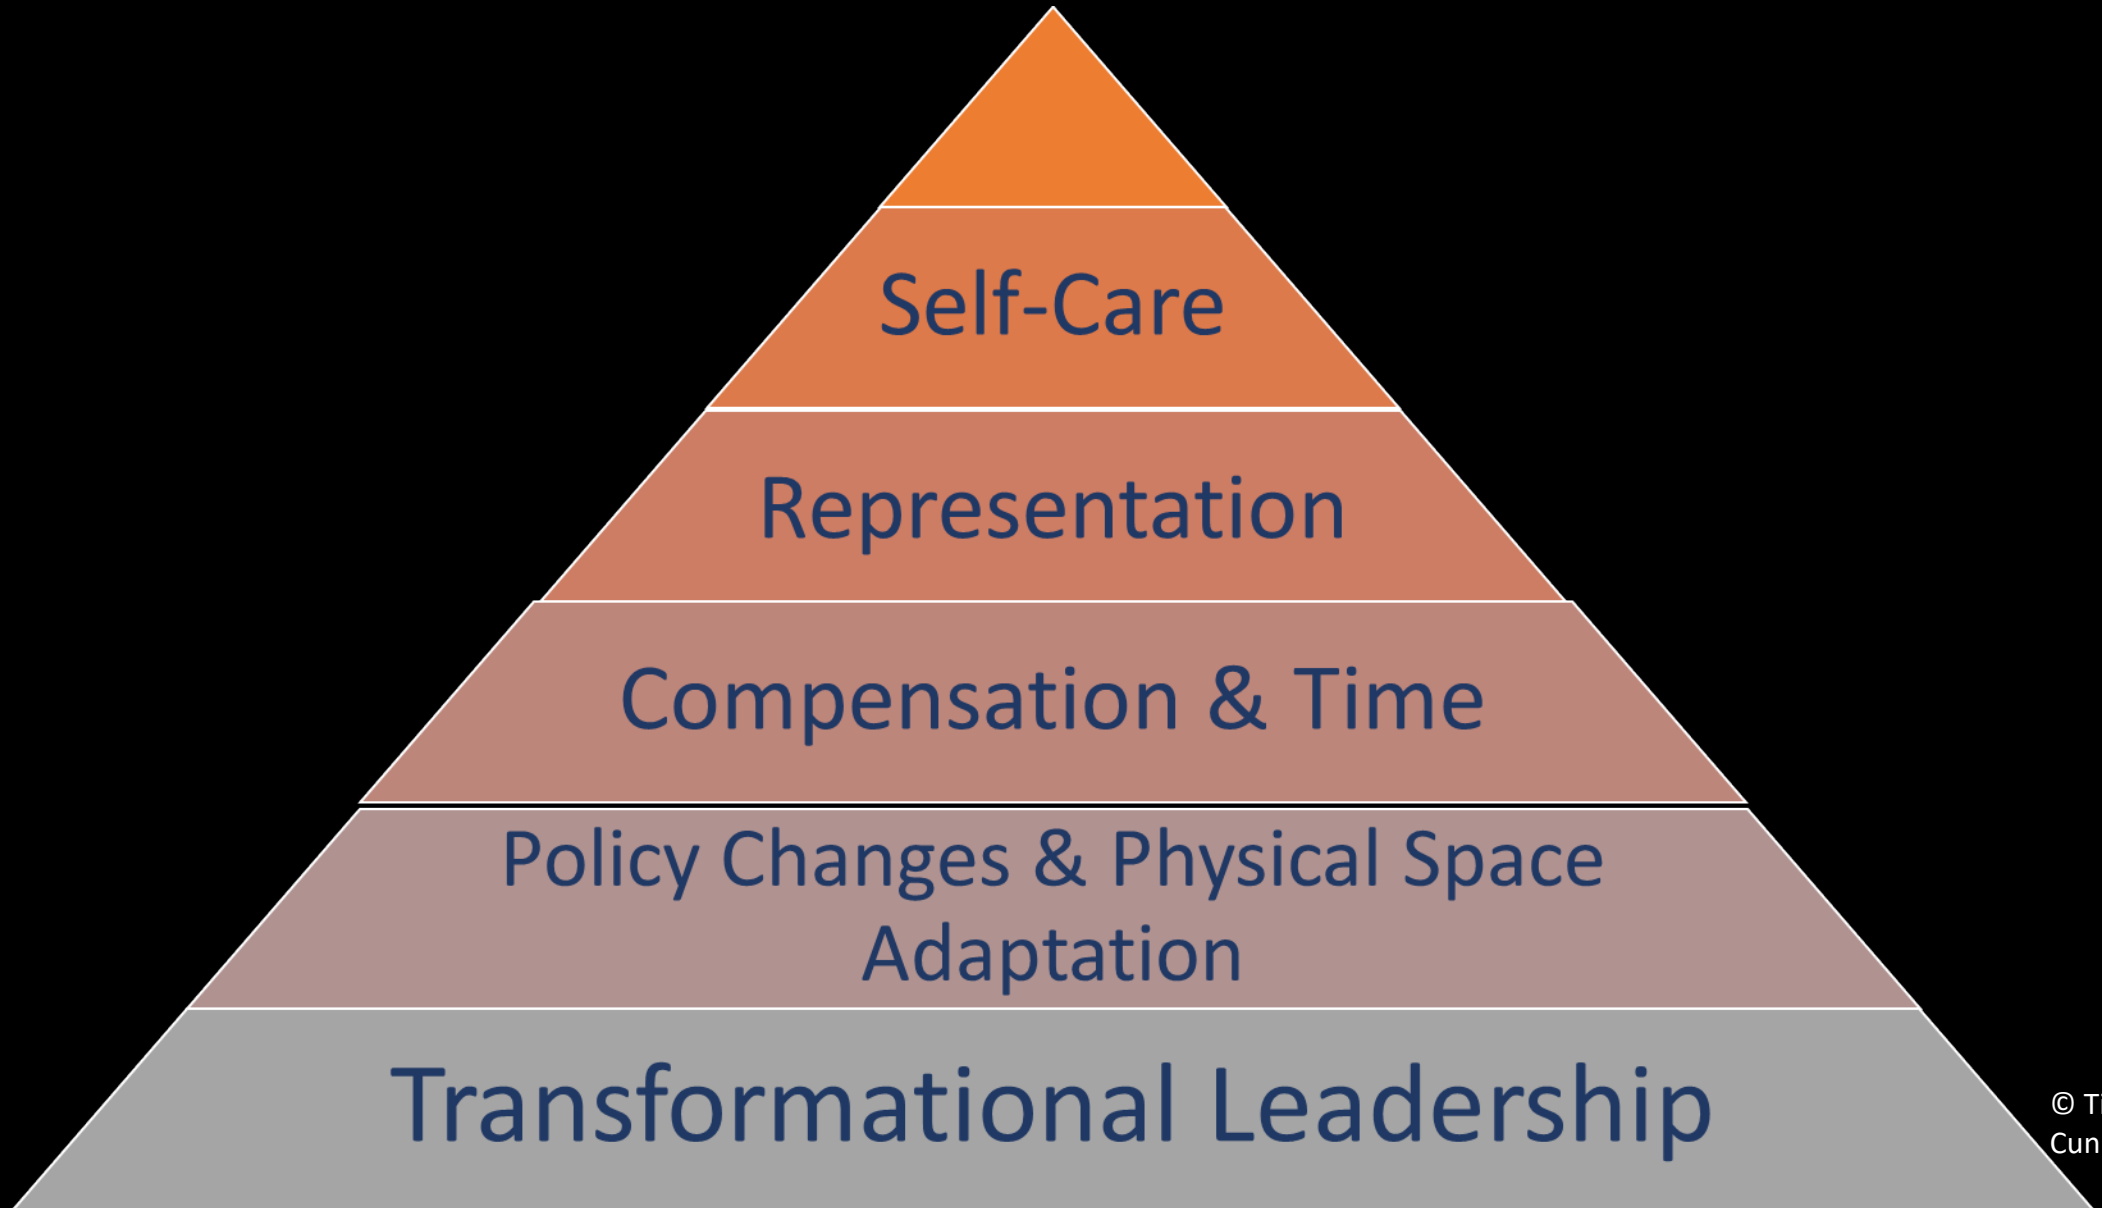 Self-Care
Representation
Compensation & Time
Policy Changes & Physical Space
Adaptation
Transformational Leadership
©